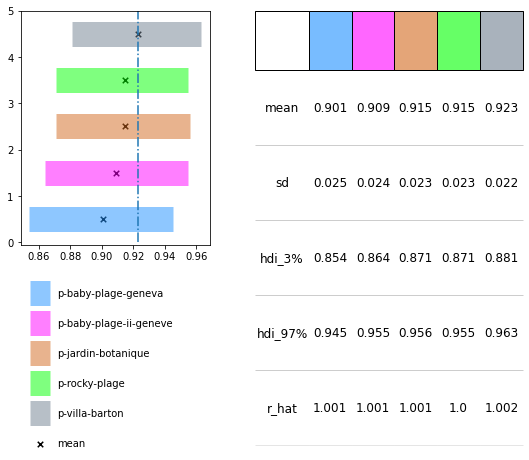 5
4
3
2
1
0
0.86 0.88 0.90 0.92 0.94 0.96
p-baby-plage-geneva
p-baby-plage-ii-geneve
p-jardin-botanique
p-rocky-plage
p-villa-barton
mean
mean 0.901 0.909 0.915 0.915 0.923
sd 0.025 0.024 0.023 0.023 0.022
hdi_3% 0.854 0.864 0.871 0.871 0.881
hdi_97% 0.945 0.955 0.956 0.955 0.963
r_hat 1.001 1.001 1.001 1.0 1.002